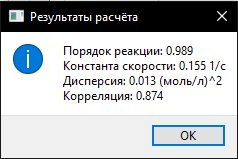 Результаты расчёта
Порядок реакции: 0.989
Константа скорости: 0.155 1/с
Дисперсия: 0.013 (моль/л)^2
Корреляция: 0.874
ОК